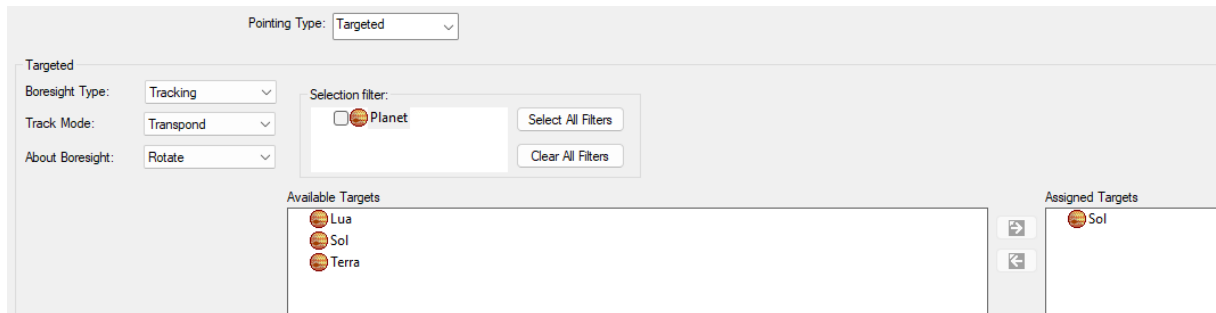 Pointing Type: Targeted
Targeted
Boresight Type: Tracking
Selection filter:
Planet
Select All Filters
Track Mode: Transpond
About Boresight: Rotate
Clear All Filters
Available Targets
Assigned Targets
Lua
Sol
Sol
Terra